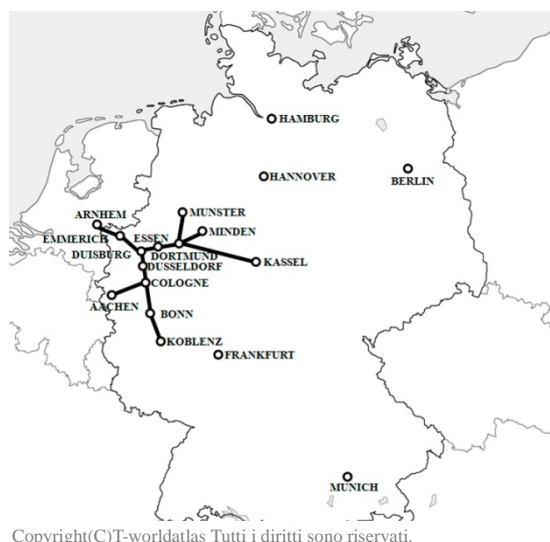 HAMBURG
HANNOVER
BERLIN
MUNSTER
ARNHEM
MINDEN
EMMERICH
ESSEN
DUISBURG
DORTMUND
KASSEL
DUSSELDORF
COLOGNE
AACHEN
BONN
KOBLENZ
FRANKFURT
MUNICH
Copyright(C)T-worldatlas Tutti i diritti sono riservati.